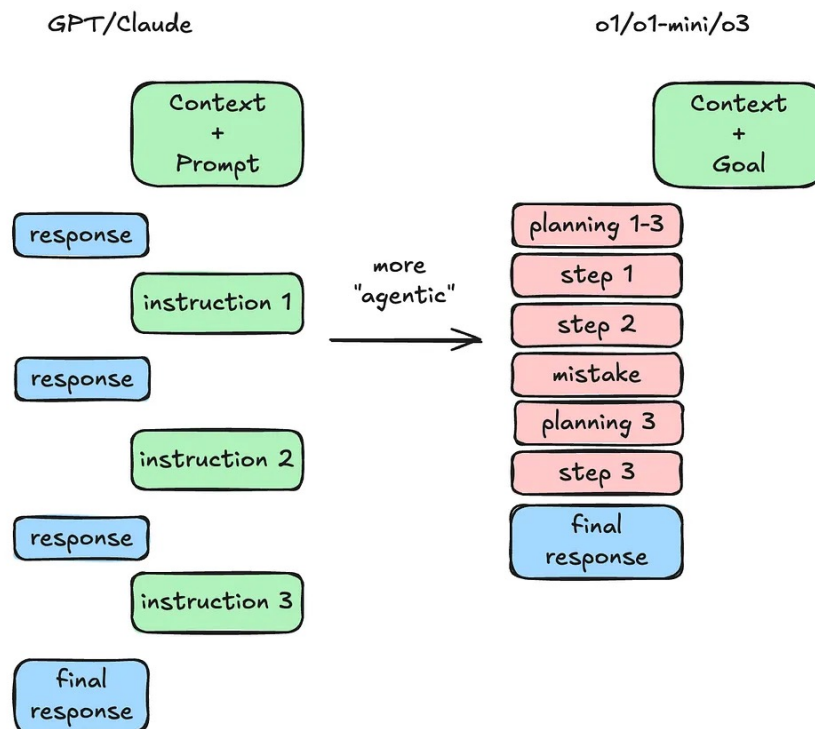 GPT/Claude
o1/o1-mini/o3
Context
+
Prompt
response
instruction 1
response
instruction 2
response
instruction 3
final
response
more
"agentic"
Context
+
Goal
planning 1-3
step 1
step 2
mistake
planning 3
step 3
final
response